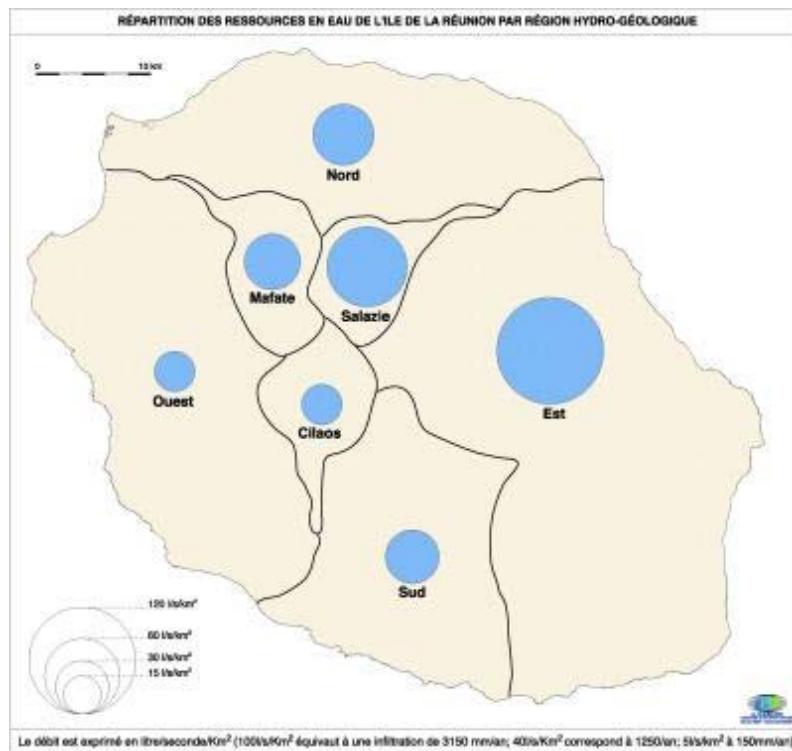 RÉPARTITION DES RESSOURCES EN EAU DE L'ILE DE LA RÉUNION PAR RÉGION HYDRO-GÉOLOGIQUE
0 10 km
Nord
Mafate
Salazie
Ouest
Cilaos
Est
Sud
120 l/s/km²
60 l/s/km²
30 l/s/km²
15 l/s/km²
Le débit est exprimé en litre/seconde/Km² (100l/s/Km² équivaut à une infiltration de 3150 mm/an; 40l/s/Km² correspond à 1250/an; 5l/s/km² à 150mm/an)